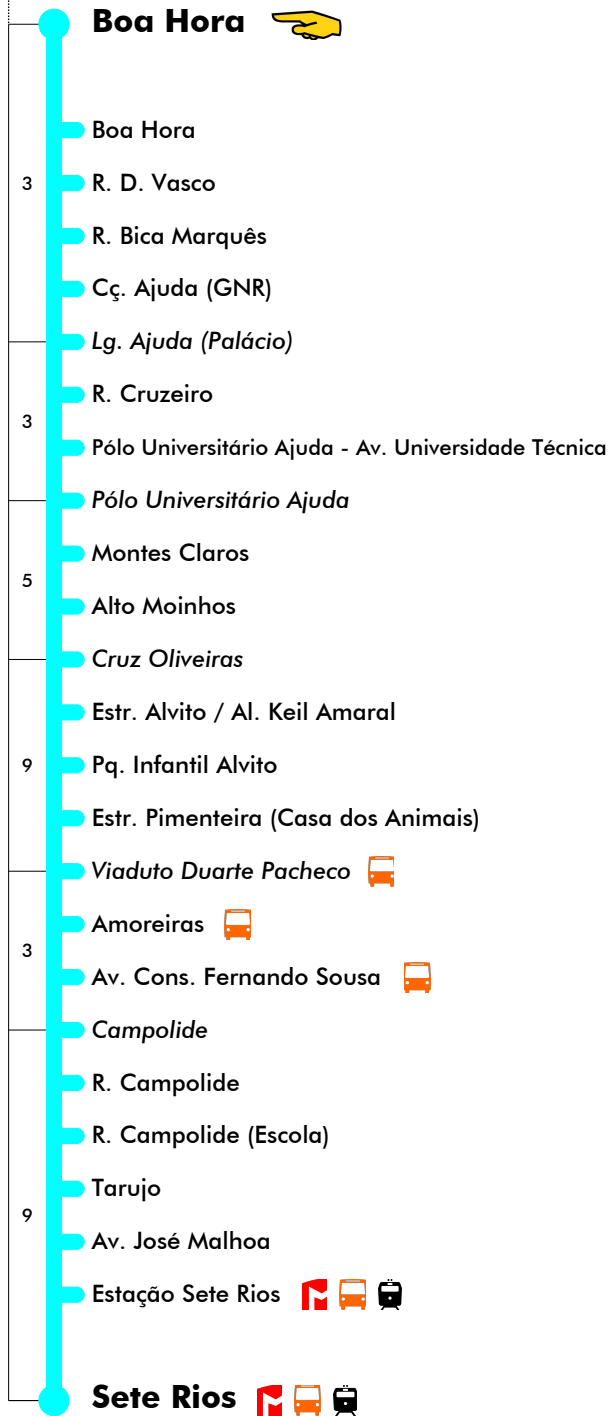 Boa Hora
Boa Hora
3
R. D. Vasco
R. Bica Marquês
Cç. Ajuda (GNR)
Lg. Ajuda (Palácio)
R. Cruzeiro
3
Pólo Universitário Ajuda - Av. Universidade Técnica
Pólo Universitário Ajuda
Montes Claros
5
Alto Moinhos
Cruz Oliveiras
Estr. Alvito / Al. Keil Amaral
9
Pq. Infantil Alvito
Estr. Pimenteira (Casa dos Animais)
Viaduto Duarte Pacheco
Amoreiras
3
Av. Cons. Fernando Sousa
Campolide
R. Campolide
R. Campolide (Escola)
Tarujo
9
Av. José Malhoa
Estação Sete Rios
Sete Rios